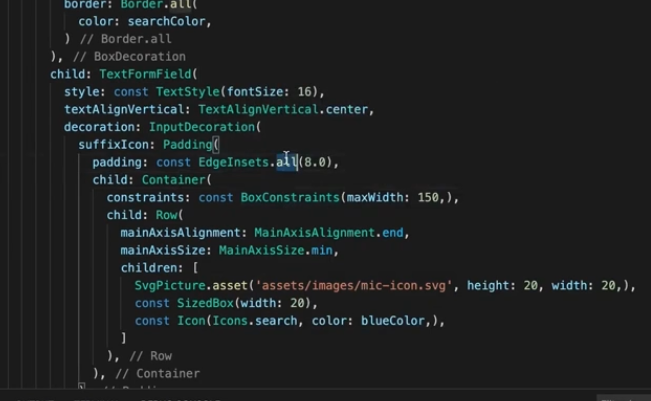 border: Border.all(
color: searchColor,
) // Border.all
), // BoxDecoration
child: TextFormField(
style: const TextStyle(fontSize: 16),
textAlignVertical: TextAlignVertical.center,
decoration: InputDecoration(
suffixIcon: Padding(
padding: const EdgeInsets.all(8.0),
child: Container(
constraints: const BoxConstraints(maxWidth: 150,),
child: Row(
mainAxisAlignment: MainAxisAlignment.end,
mainAxisSize: MainAxisSize.min,
children: [
SvgPicture.asset('assets/images/mic-icon.svg', height: 20, width: 20,),
const SizedBox(width: 20),
const Icon(Icons.search, color: blueColor,),
]
), // Row
), // Container